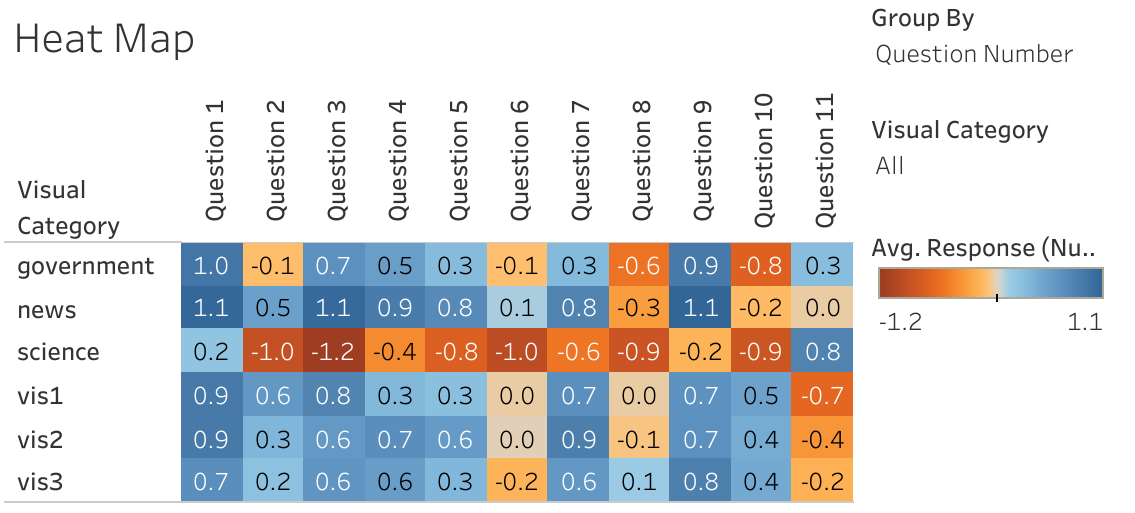 Heat Map
Group By
Question Number
Visual Category
All
Avg. Response (Nu..
-1.2 1.1
Visual
Category
Question 1 Question 2 Question 3 Question 4 Question 5 Question 6 Question 7 Question 8 Question 9 Question 10 Question 11
government 1.0 -0.1 0.7 0.5 0.3 -0.1 0.3 -0.6 0.9 -0.8 0.3
news 1.1 0.5 1.1 0.9 0.8 0.1 0.8 -0.3 1.1 -0.2 0.0
science 0.2 -1.0 -1.2 -0.4 -0.8 -1.0 -0.6 -0.9 -0.2 -0.9 0.8
vis1 0.9 0.6 0.8 0.3 0.3 0.0 0.7 0.0 0.7 0.5 -0.7
vis2 0.9 0.3 0.6 0.7 0.6 0.0 0.9 -0.1 0.7 0.4 -0.4
vis3 0.7 0.2 0.6 0.6 0.3 -0.2 0.6 0.1 0.8 0.4 -0.2